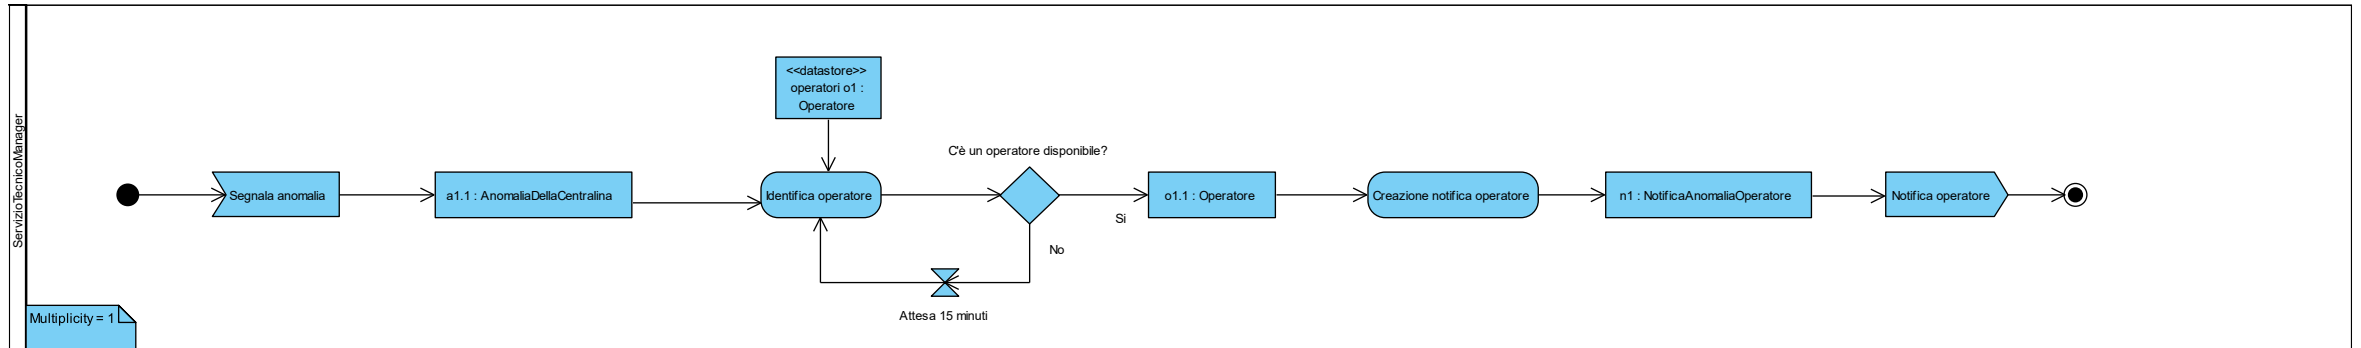 ServizioTecnicoManager
<<datastore>>
operatori o1 :
Operatore
C'è un operatore disponibile?
Segnala anomalia
a1.1 : AnomaliaDellaCentralina
Identifica operatore
o1.1 : Operatore
Creazione notifica operatore
n1 : NotificaAnomaliaOperatore
Notifica operatore
Si
No
Attesa 15 minuti
Multiplicity = 1